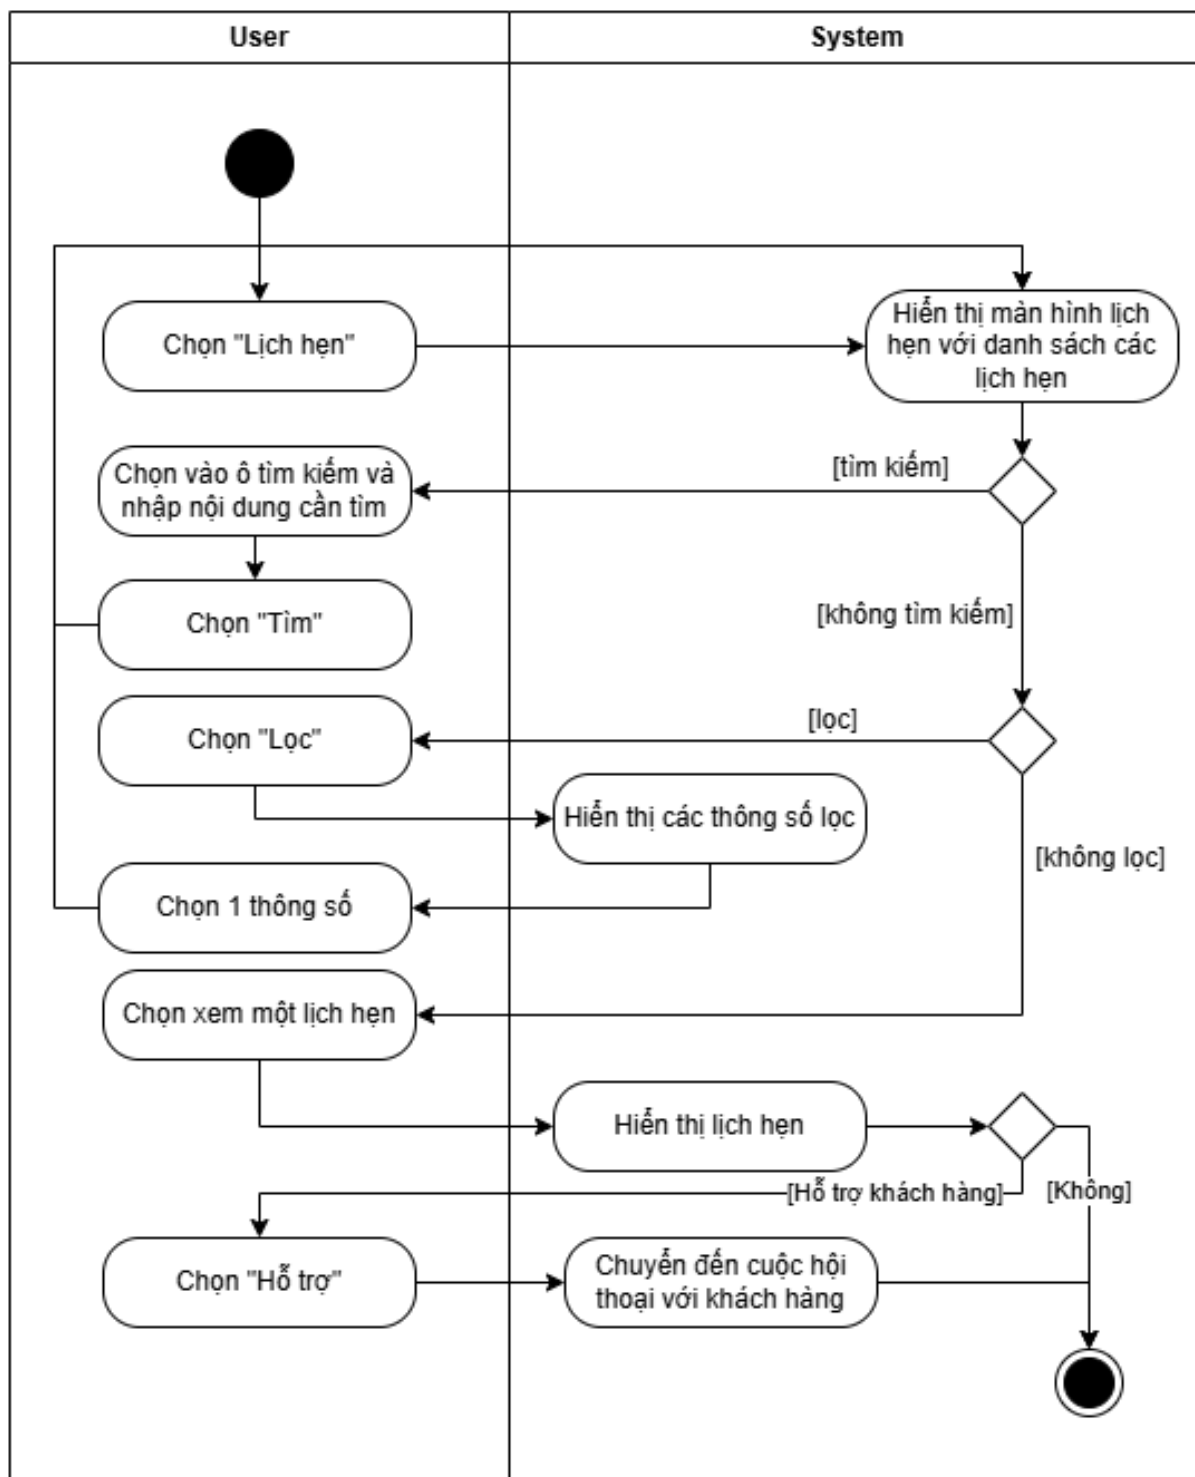 User
System
Chọn "Lịch hẹn"
Hiển thị màn hình lịch
hẹn với danh sách các
lịch hẹn
[tìm kiếm]
Chọn vào ô tìm kiếm và
nhập nội dung cần tìm
Chọn "Tìm"
[không tìm kiếm]
[lọc]
Chọn "Lọc"
Hiển thị các thông số lọc
[không lọc]
Chọn 1 thông số
Chọn xem một lịch hẹn
Hiển thị lịch hẹn
[Hỗ trợ khách hàng]
[Không]
Chọn "Hỗ trợ"
Chuyển đến cuộc hội
thoại với khách hàng